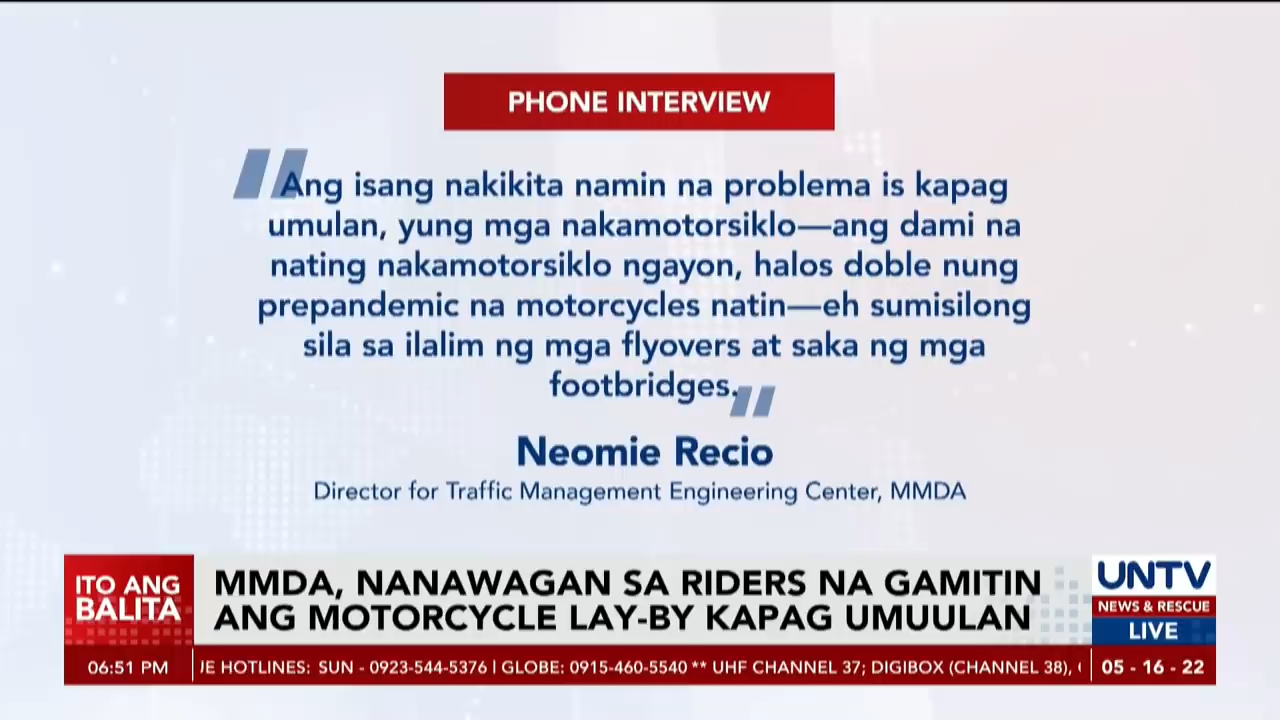 PHONE INTERVIEW
Ang isang nakikita namin na problema is kapag
umulan, yung mga nakamotorsiklo—ang dami na
nating nakamotorsiklo ngayon, halos doble nung
prepandemic na motorcycles natin—eh sumisilong
sila sa ilalim ng mga flyovers at saka ng mga
footbridges.
Neomie Recio
Director for Traffic Management Engineering Center, MMDA
ITO ANG
BALITA
MMDA, NANAWAGAN SA RIDERS NA GAMITIN
ANG MOTORCYCLE LAY-BY KAPAG UMUULAN
UNTV
NEWS & RESCUE
LIVE
06:51 PM
E HOTLINES: SUN - 0923-544-5376 | GLOBE: 0915-460-5540 ** UHF CHANNEL 37; DIGIBOX (CHANNEL 38),
05 - 16 - 22